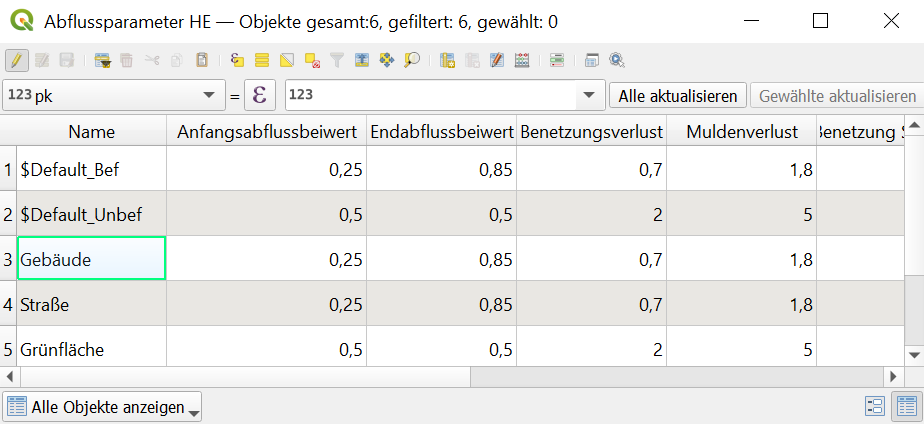 Abflussparameter HE — Objekte gesamt:6, gefiltert: 6, gewählt: 0
123 pk = ε 123 Alle aktualisieren Gewählte aktualisieren
Name Anfangsabflussbeiwert Endabflussbeiwert Benetzungsverlust Muldenverlust Benetzung S
1 $Default_Bef 0,25 0,85 0,7 1,8
2 $Default_Unbef 0,5 0,5 2 5
3 Gebäude 0,25 0,85 0,7 1,8
4 Straße 0,25 0,85 0,7 1,8
5 Grünfläche 0,5 0,5 2 5
Alle Objekte anzeigen